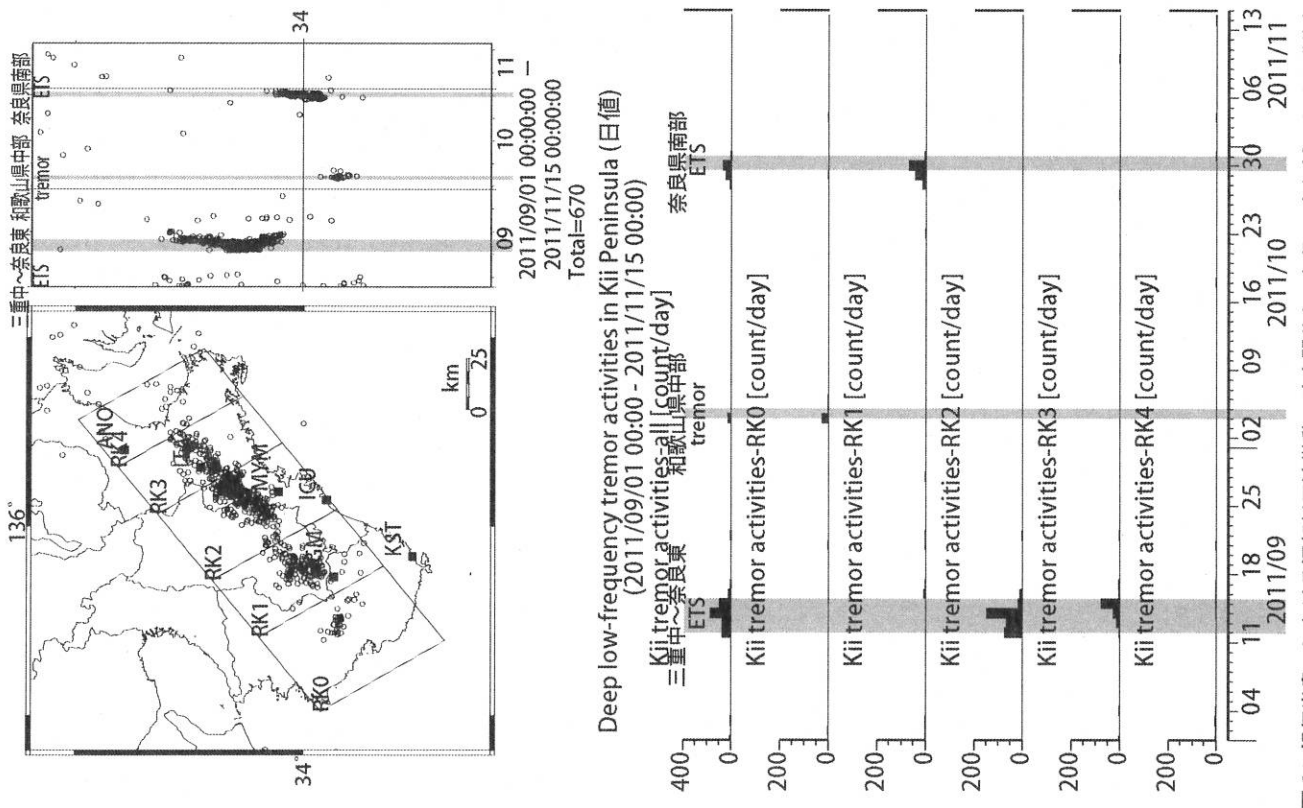 三重中～奈良東 和歌山県中部 奈良県南部
ETS tremor ETS
136°
34
34
ANO
RK4
RK3
RK2
RK1
RK0
MYM
ICU
GM
KST
km
0 25
09 10 11
2011/09/01 00:00:00 —
2011/11/15 00:00:00
Total=670
Deep low-frequency tremor activities in Kii Peninsula (日値)
(2011/09/01 00:00 - 2011/11/15 00:00)
Kii tremor activities-all [count/day]
三重中～奈良東 和歌山県中部 奈良県南部
ETS tremor ETS
400
0
Kii tremor activities-RK0 [count/day]
200
0
Kii tremor activities-RK1 [count/day]
200
0
Kii tremor activities-RK2 [count/day]
200
0
Kii tremor activities-RK3 [count/day]
200
0
Kii tremor activities-RK4 [count/day]
200
0
04 11 18 25 02 09 16 23 30 06 13
2011/09 2011/10 2011/11